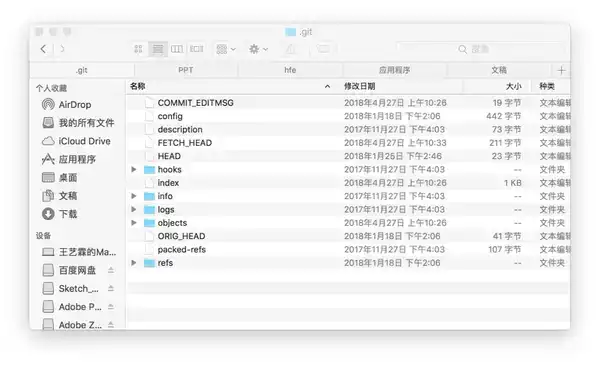 .git
搜索
.git PPT hfe 应用程序 文稿 +
个人收藏
AirDrop
我的所有文件
iCloud Drive
应用程序
桌面
文稿
下载
设备
王艺霖的Ma...
百度网盘
Sketch_...
Adobe P...
Adobe Z...
名称 修改日期 大小 种类
COMMIT_EDITMSG 2018年4月27日 上午10:26 19 字节 文本编辑
config 2018年1月18日 下午2:06 442 字节 文本编辑
description 2017年11月27日 下午4:03 73 字节 文本编辑
FETCH_HEAD 2018年4月27日 上午10:33 211 字节 文本编辑
HEAD 2018年1月25日 下午2:46 23 字节 文本编辑
hooks 2017年11月27日 下午4:03 -- 文件夹
index 2018年4月27日 上午10:26 1 KB 文本编辑
info 2017年11月27日 下午4:03 -- 文件夹
logs 2017年11月27日 下午4:03 -- 文件夹
objects 2018年4月27日 上午10:26 -- 文件夹
ORIG_HEAD 2018年1月18日 下午2:06 41 字节 文本编辑
packed-refs 2017年11月27日 下午4:03 107 字节 文本编辑
refs 2018年1月18日 下午2:06 -- 文件夹